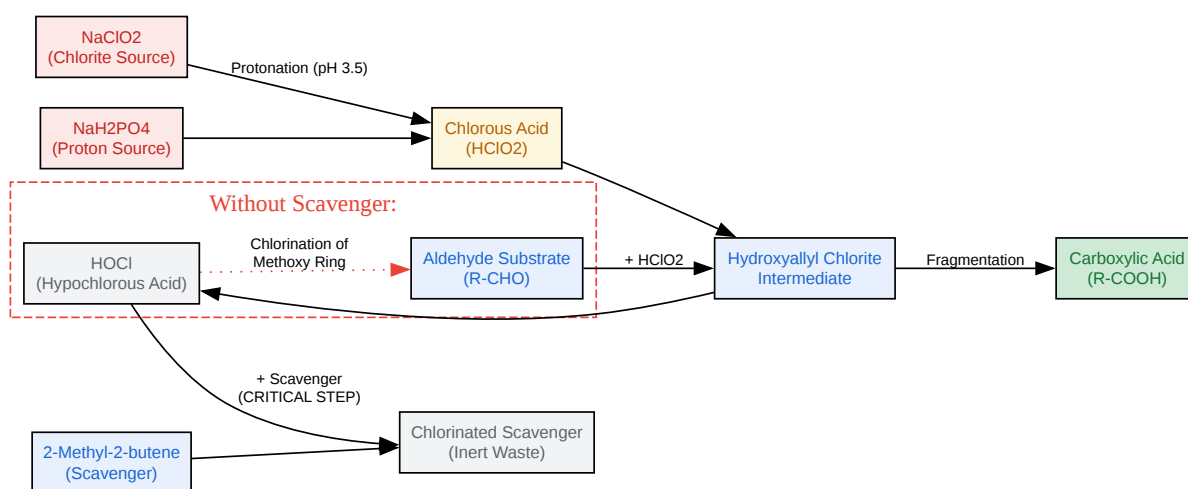 NaClO2
(Chlorite Source)
Protonation (pH 3.5)
NaH2PO4
(Proton Source)
Chlorous Acid
(HClO2)
Without Scavenger:
HOCl
(Hypochlorous Acid)
Chlorination of
Methoxy Ring
Aldehyde Substrate
(R-CHO)
+ HClO2
Hydroxyallyl Chlorite
Intermediate
Fragmentation
Carboxylic Acid
(R-COOH)
+ Scavenger
(CRITICAL STEP)
2-Methyl-2-butene
(Scavenger)
Chlorinated Scavenger
(Inert Waste)